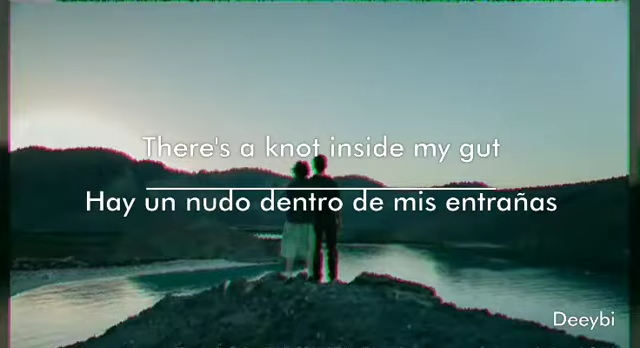 There's a knot inside my gut
Hay un nudo dentro de mis entrañas
Deeybi